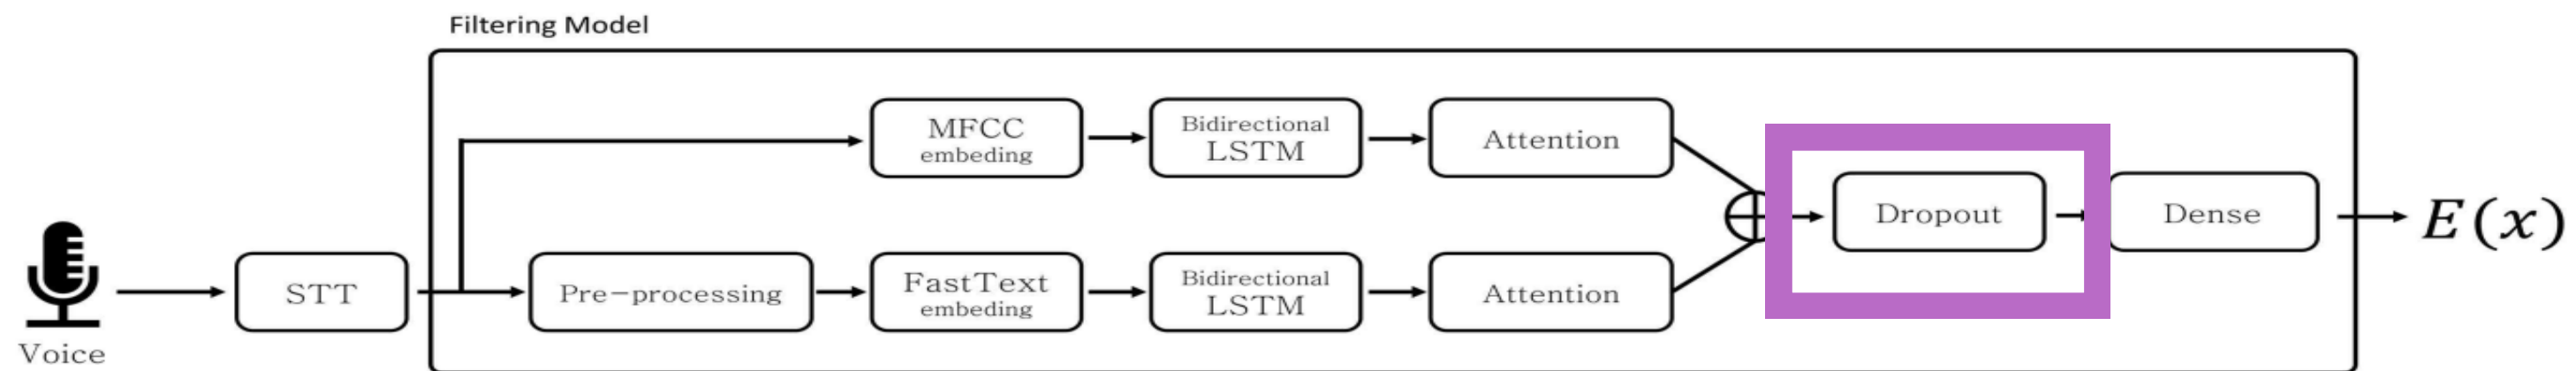 Filtering Model
MFCC
embeding
Bidirectional
LSTM
Attention
Dropout
Dense
E(x)
Voice
STT
Pre-processing
FastText
embeding
Bidirectional
LSTM
Attention